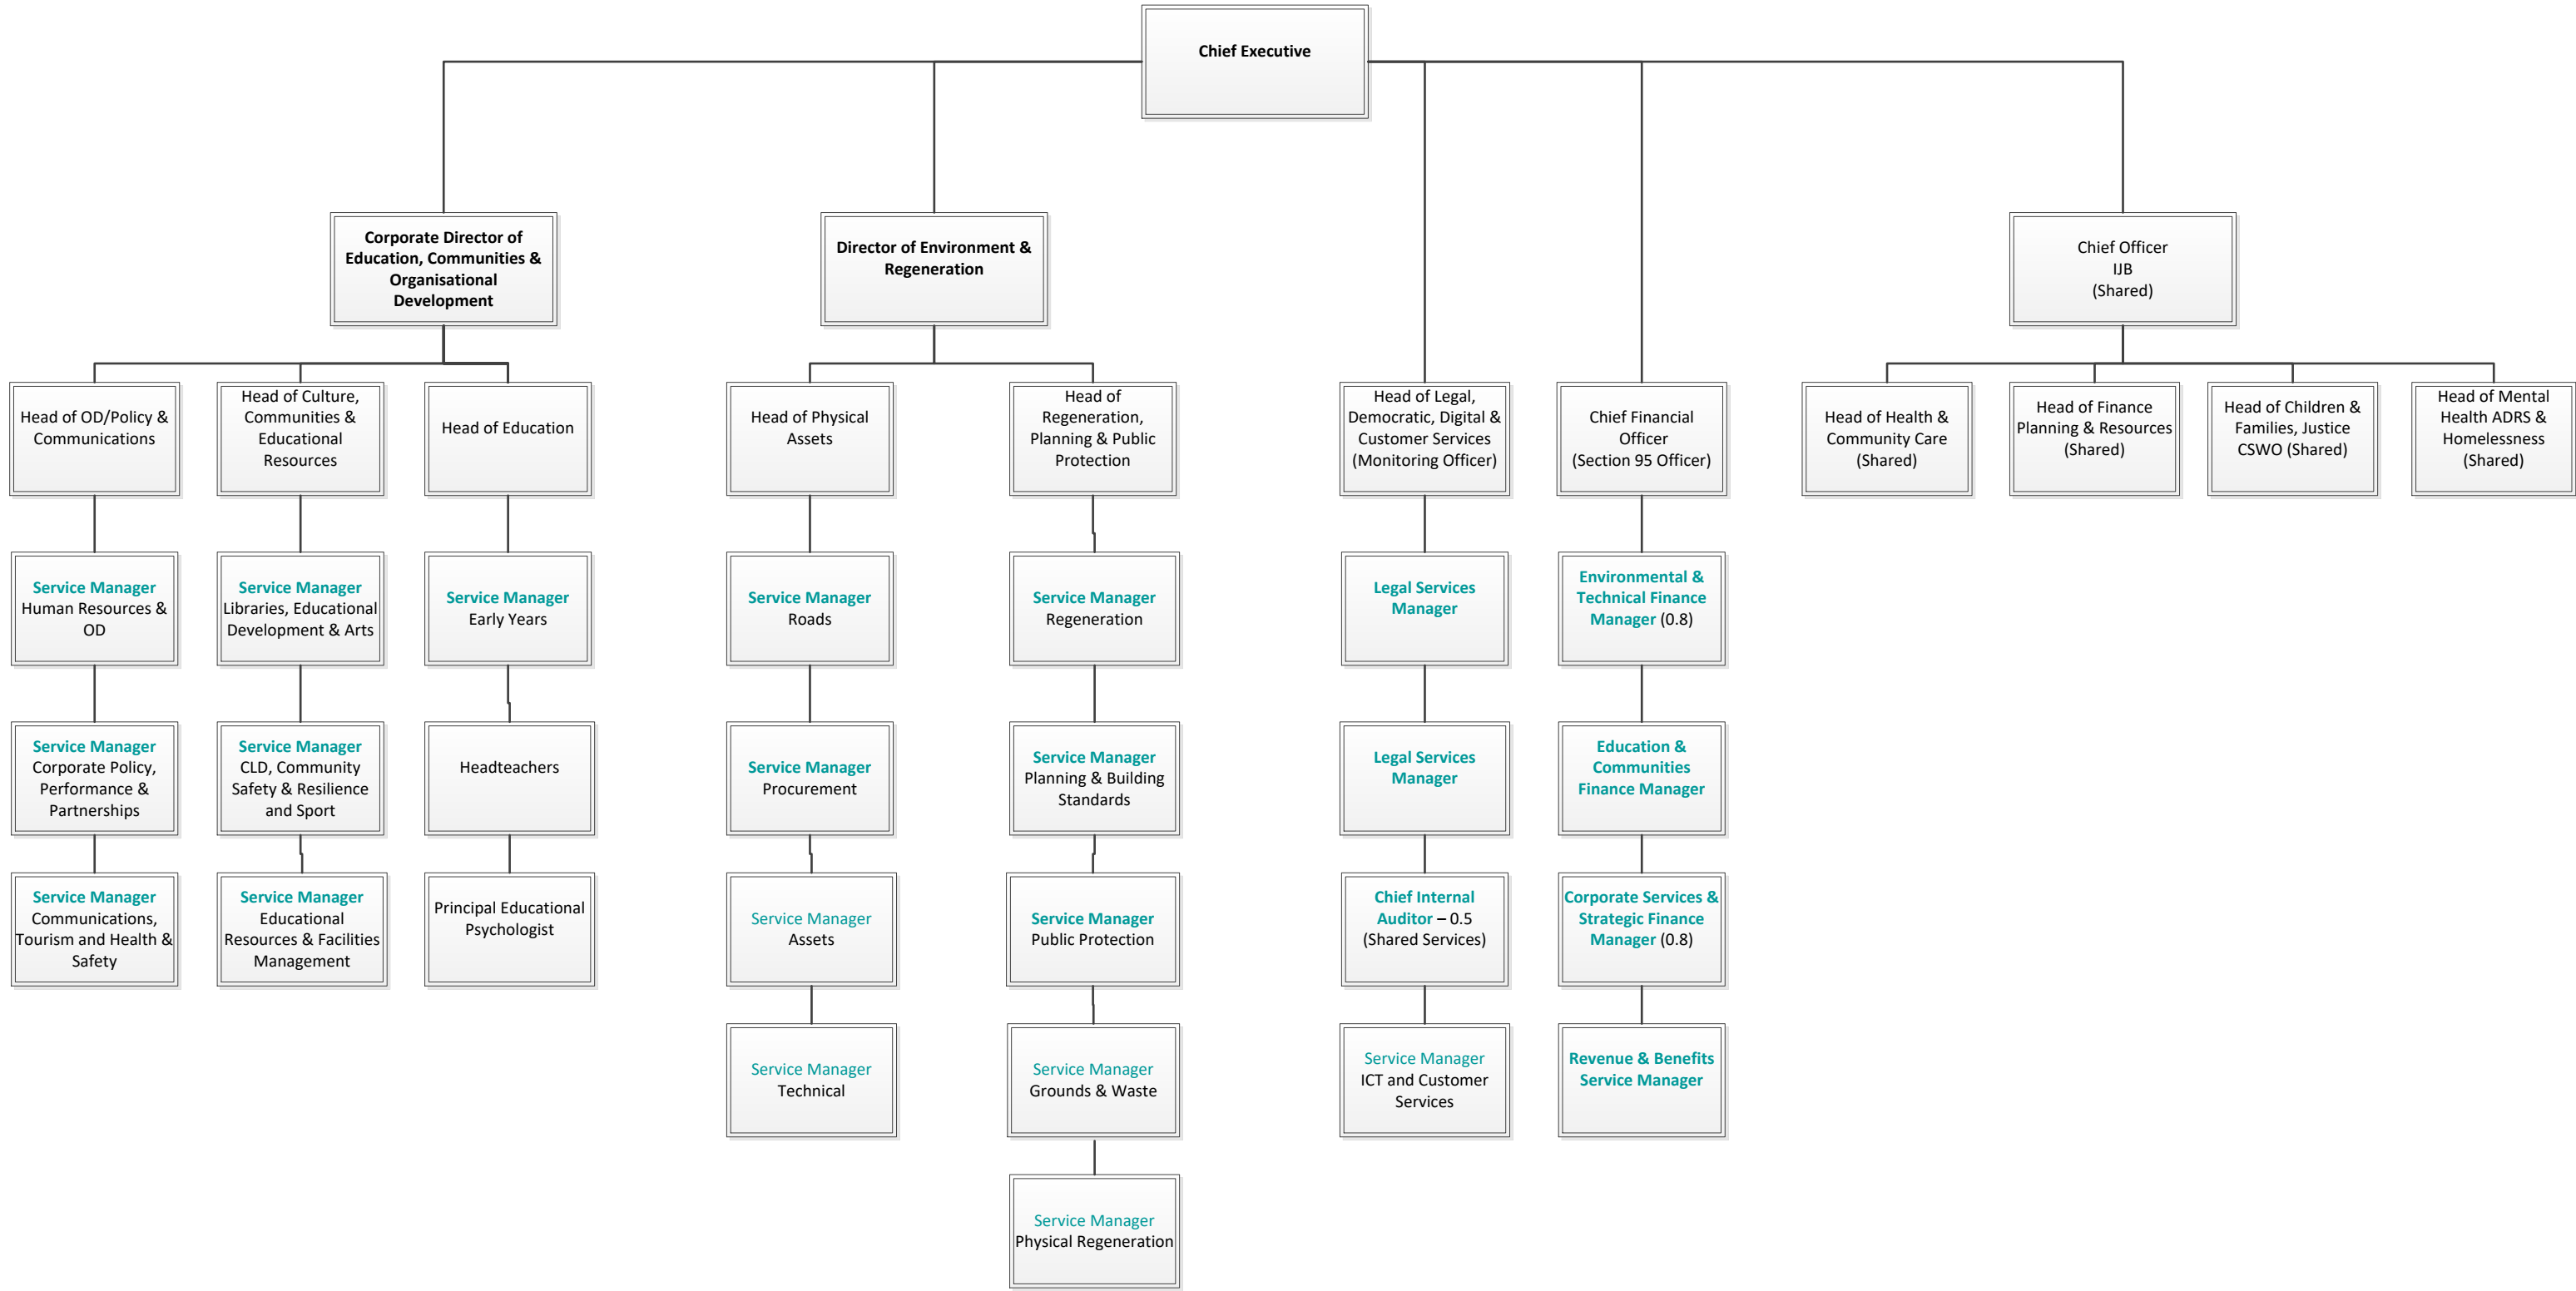 Chief Executive
Corporate Director of
Education, Communities &
Organisational
Development
Director of Environment &
Regeneration
Chief Officer
IJB
(Shared)
Head of OD/Policy &
Communications
Head of Culture,
Communities &
Educational
Resources
Head of Education
Head of Physical
Assets
Head of
Regeneration,
Planning & Public
Protection
Head of Legal,
Democratic, Digital &
Customer Services
(Monitoring Officer)
Chief Financial
Officer
(Section 95 Officer)
Head of Health &
Community Care
(Shared)
Head of Finance
Planning & Resources
(Shared)
Head of Children &
Families, Justice
CSWO (Shared)
Head of Mental
Health ADRS &
Homelessness
(Shared)
Service Manager
Human Resources &
OD
Service Manager
Libraries, Educational
Development & Arts
Service Manager
Early Years
Service Manager
Roads
Service Manager
Regeneration
Legal Services
Manager
Environmental &
Technical Finance
Manager (0.8)
Service Manager
Corporate Policy,
Performance &
Partnerships
Service Manager
CLD, Community
Safety & Resilience
and Sport
Headteachers
Service Manager
Procurement
Service Manager
Planning & Building
Standards
Legal Services
Manager
Education &
Communities
Finance Manager
Service Manager
Communications,
Tourism and Health &
Safety
Service Manager
Educational
Resources & Facilities
Management
Principal Educational
Psychologist
Service Manager
Assets
Service Manager
Public Protection
Chief Internal
Auditor – 0.5
(Shared Services)
Corporate Services &
Strategic Finance
Manager (0.8)
Service Manager
Technical
Service Manager
Grounds & Waste
Service Manager
ICT and Customer
Services
Revenue & Benefits
Service Manager
Service Manager
Physical Regeneration